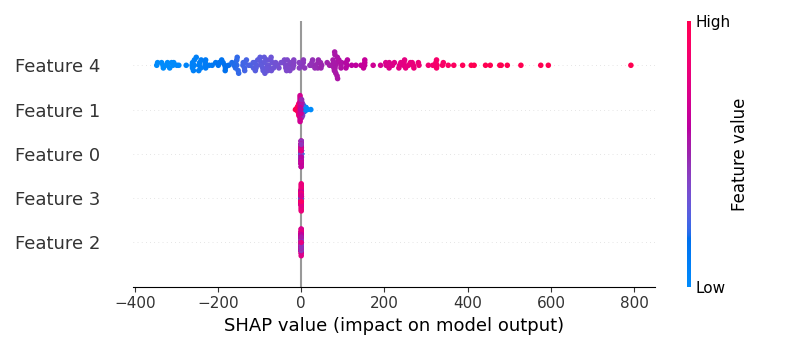 High
Feature 4
Feature 1
Feature 0
Feature 3
Feature 2
Feature value
Low
−400 −200 0 200 400 600 800
SHAP value (impact on model output)